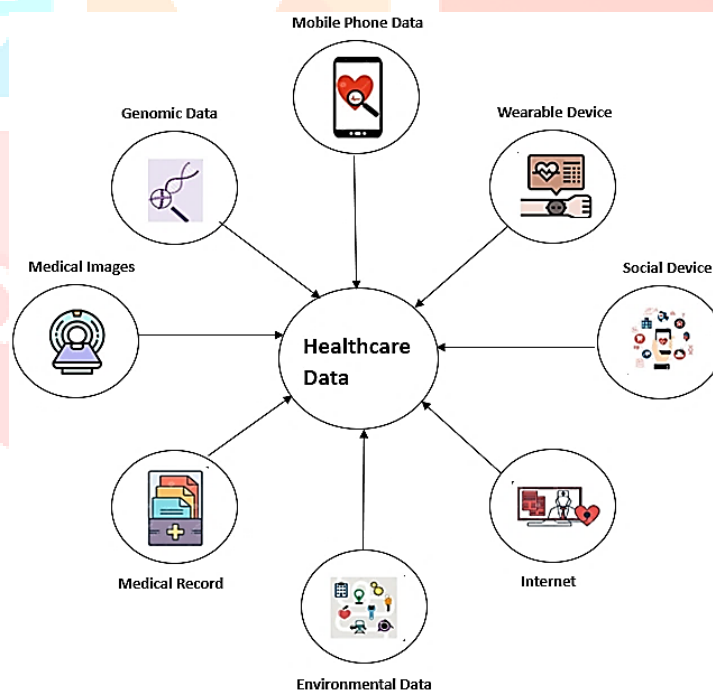 Mobile Phone Data
Genomic Data
Wearable Device
Medical Images
Social Device
Healthcare
Data
Medical Record
Internet
Environmental Data